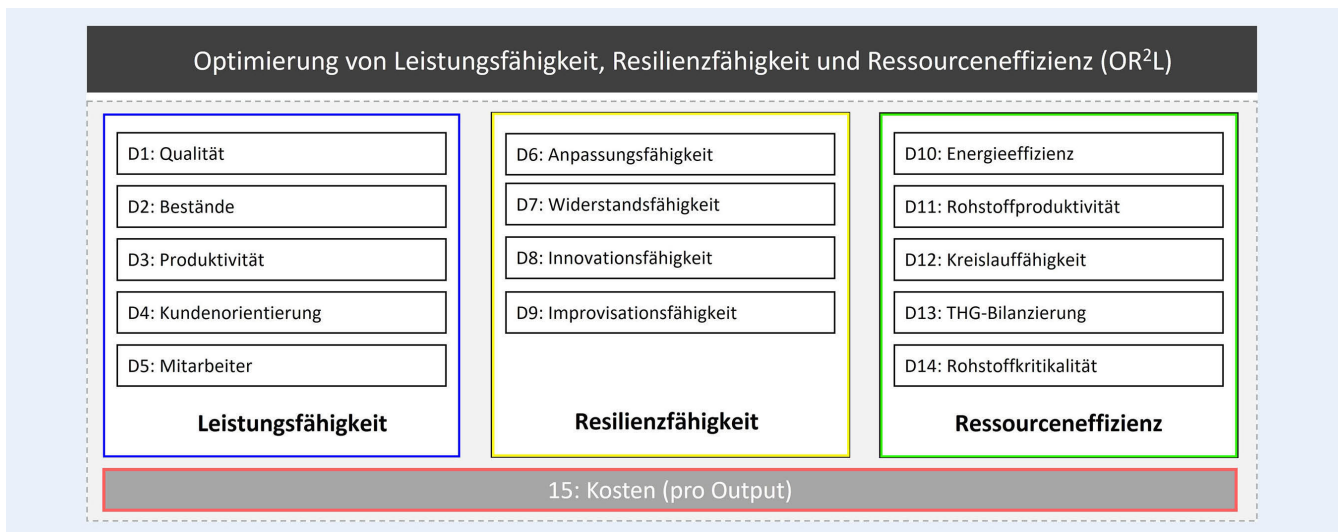 Optimierung von Leistungsfähigkeit, Resilienzfähigkeit und Ressourceneffizienz (OR²L)
D1: Qualität
D2: Bestände
D3: Produktivität
D4: Kundenorientierung
D5: Mitarbeiter
Leistungsfähigkeit
D6: Anpassungsfähigkeit
D7: Widerstandsfähigkeit
D8: Innovationsfähigkeit
D9: Improvisationsfähigkeit
Resilienzfähigkeit
D10: Energieeffizienz
D11: Rohstoffproduktivität
D12: Kreislauffähigkeit
D13: THG-Bilanzierung
D14: Rohstoffkritikalität
Ressourceneffizienz
15: Kosten (pro Output)